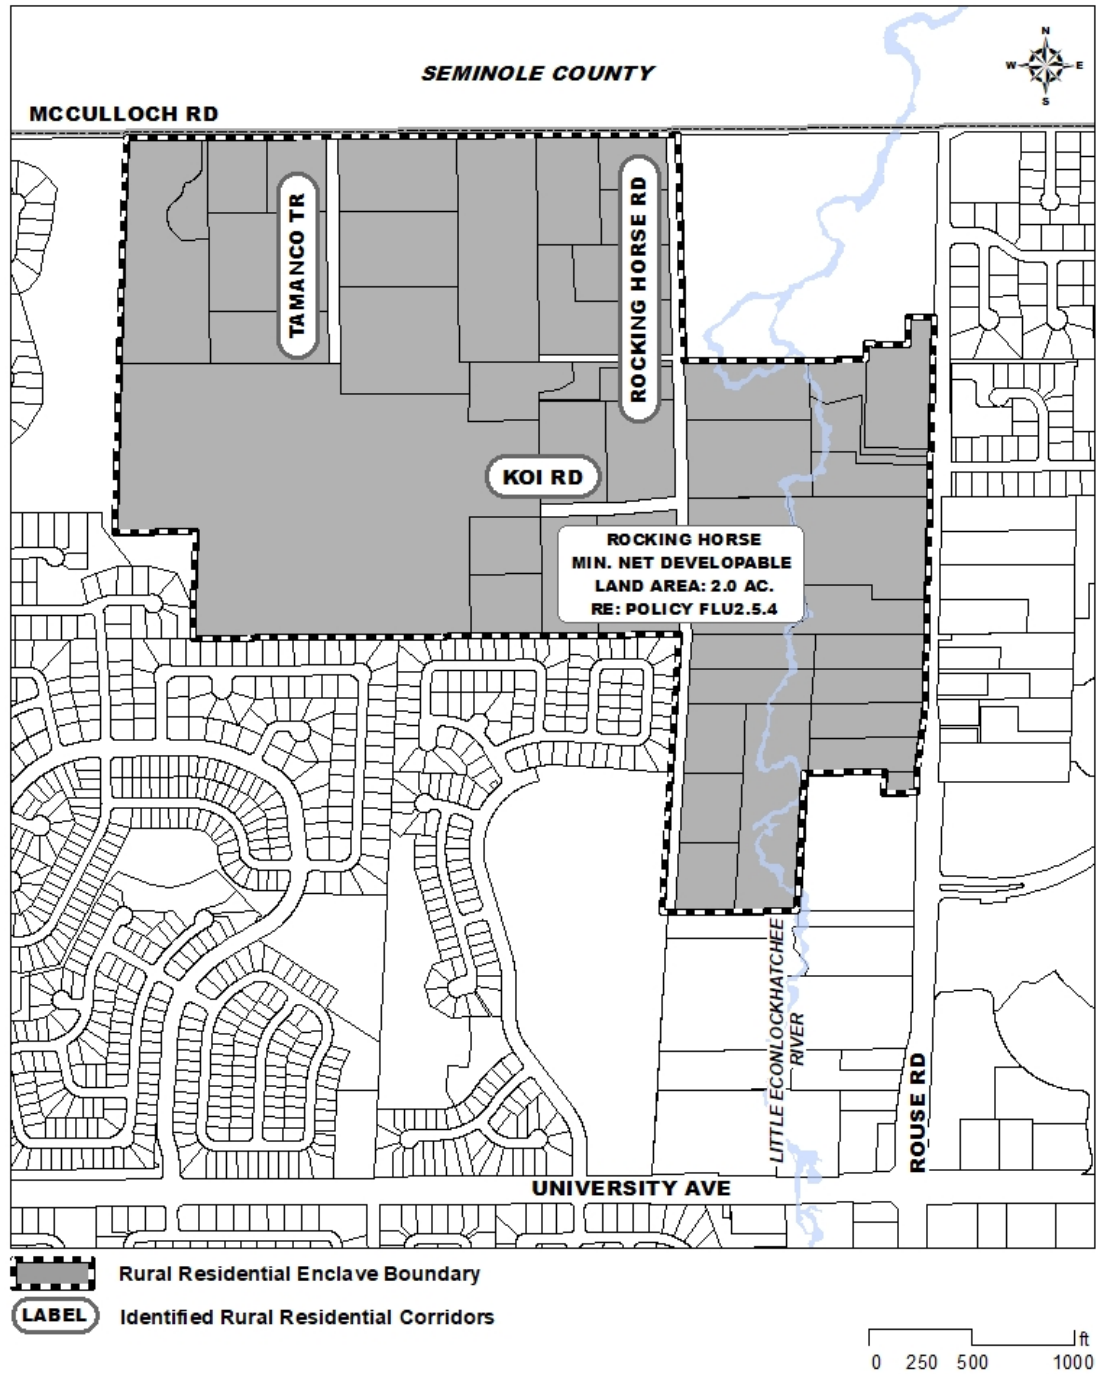 N
W E
S
SEMINOLE COUNTY
MCCULLOCH RD
TAMANCO TR
ROCKING HORSE RD
KOI RD
ROCKING HORSE
MIN. NET DEVELOPABLE
LAND AREA: 2.0 AC.
RE: POLICY FLU2.5.4
LITTLE ECONLOCKHATCHEE
RIVER
ROUSE RD
UNIVERSITY AVE
Rural Residential Enclave Boundary
LABEL Identified Rural Residential Corridors
ft
0 250 500 1000